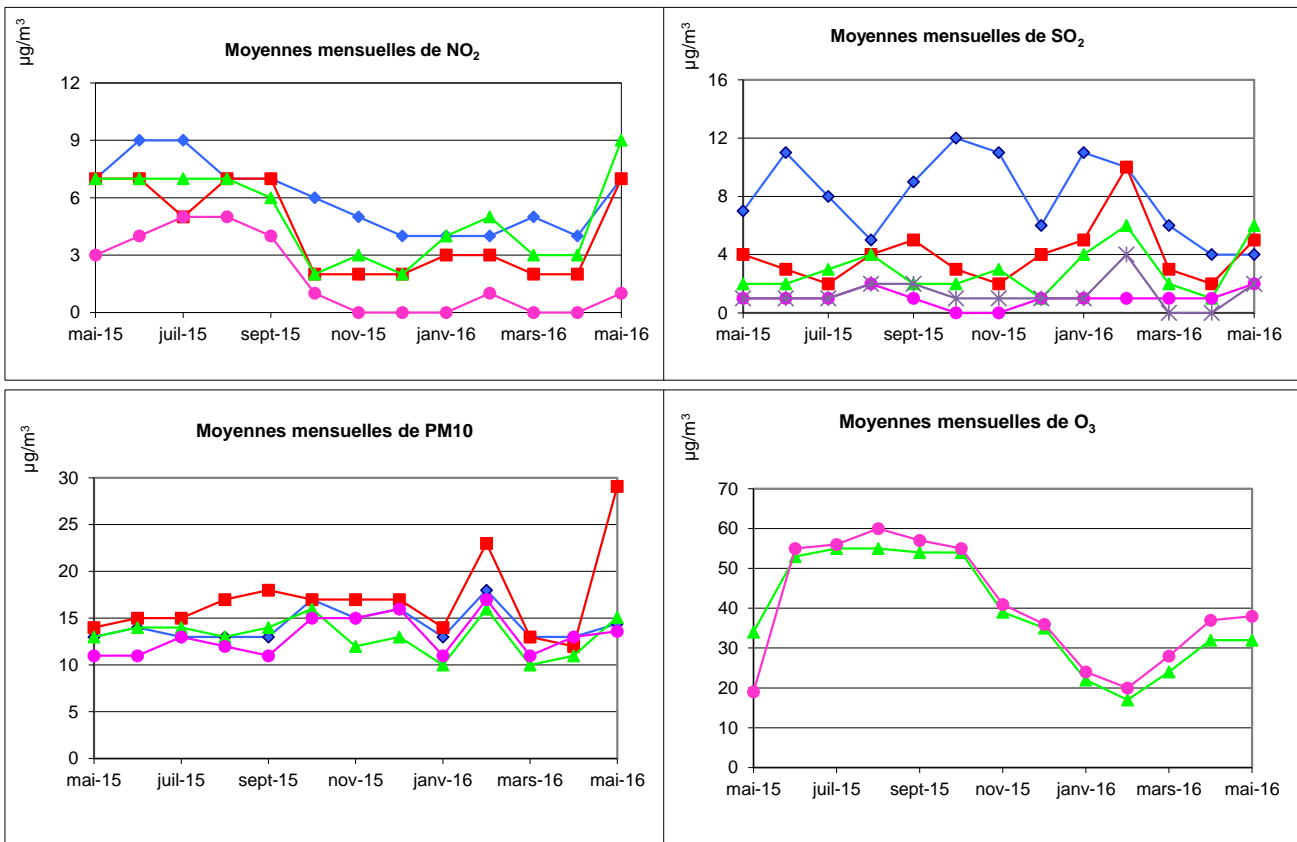 µg/m³
Moyennes mensuelles de NO₂
12
9
6
3
0
mai-15 juil-15 sept-15 nov-15 janv-16 mars-16 mai-16
µg/m³
Moyennes mensuelles de SO₂
16
12
8
4
0
mai-15 juil-15 sept-15 nov-15 janv-16 mars-16 mai-16
µg/m³
Moyennes mensuelles de PM10
30
25
20
15
10
5
0
mai-15 juil-15 sept-15 nov-15 janv-16 mars-16 mai-16
µg/m³
Moyennes mensuelles de O₃
70
60
50
40
30
20
10
0
mai-15 juil-15 sept-15 nov-15 janv-16 mars-16 mai-16